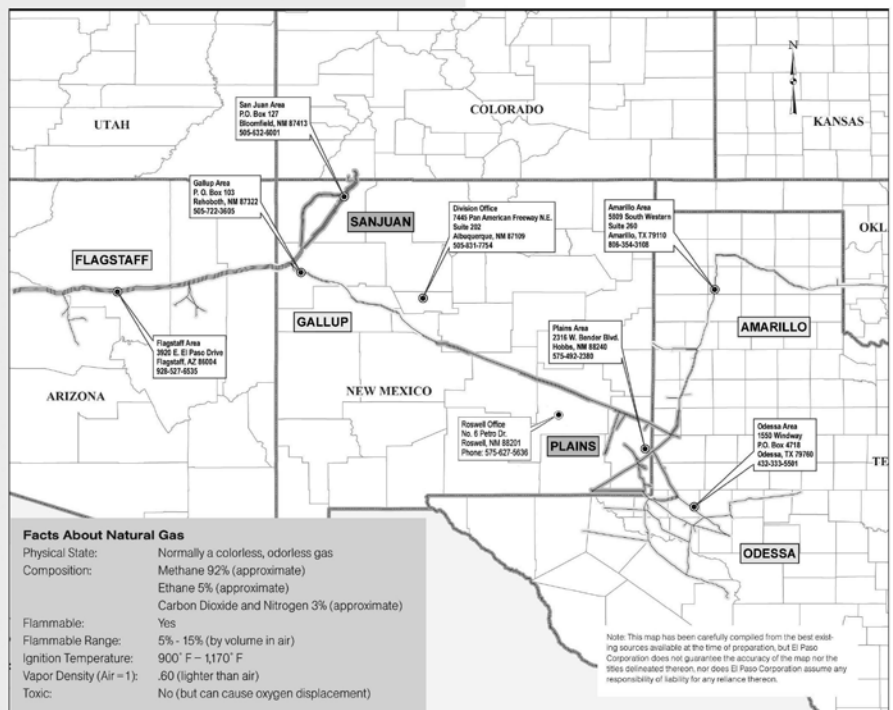 N
COLORADO
UTAH
KANSAS
San Juan Area
P.O. Box 127
Bloomfield, NM 87413
505-632-6001
Gallup Area
P. O. Box 103
Rehoboth, NM 87322
505-722-3605
SANJUAN
Division Office
7445 Pan American Freeway N.E.
Suite 202
Albuquerque, NM 87109
505-831-7754
Amarillo Area
5809 South Western
Suite 260
Amarillo, TX 79110
806-354-3108
OKL
FLAGSTAFF
GALLUP
AMARILLO
Flagstaff Area
3920 E. El Paso Drive
Flagstaff, AZ 86004
928-527-6535
Plains Area
2316 W. Bender Blvd.
Hobbs, NM 88240
575-492-2380
ARIZONA
NEW MEXICO
Roswell Office
No. 6 Petro Dr.
Roswell, NM 88201
Phone: 575-627-5636
PLAINS
Odessa Area
1550 Windway
P.O. Box 4718
Odessa, TX 79760
432-333-5501
TE
ODESSA
Facts About Natural Gas
Physical State: Normally a colorless, odorless gas
Composition: Methane 92% (approximate)
Ethane 5% (approximate)
Carbon Dioxide and Nitrogen 3% (approximate)
Flammable: Yes
Flammable Range: 5% - 15% (by volume in air)
Ignition Temperature: 900˚ F – 1,170˚ F
Vapor Density (Air = 1): .60 (lighter than air)
Toxic: No (but can cause oxygen displacement)
Note: This map has been carefully compiled from the best exist-
ing sources available at the time of preparation, but El Paso
Corporation does not guarantee the accuracy of the map nor the
titles delineated thereon, nor does El Paso Corporation assume any
responsibility of liability for any reliance thereon.